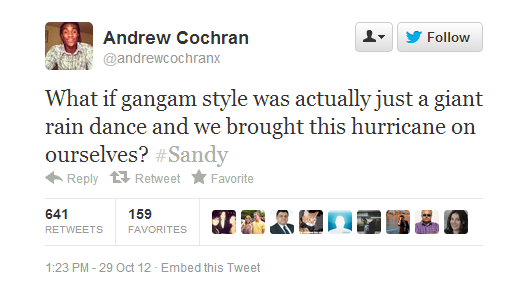 Andrew Cochran
@andrewcochranx
Follow
What if gangam style was actually just a giant
rain dance and we brought this hurricane on
ourselves? #Sandy
Reply Retweet Favorite
641 159
RETWEETS FAVORITES
1:23 PM - 29 Oct 12 · Embed this Tweet